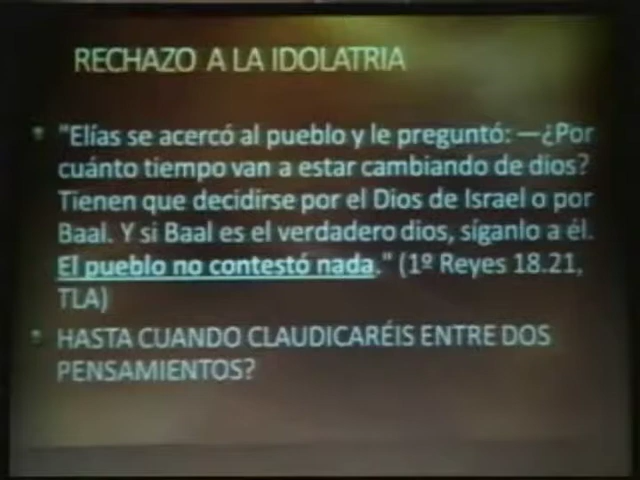 RECHAZO A LA IDOLATRIA
"Elías se acercó al pueblo y le preguntó: —¿Por
cuánto tiempo van a estar cambiando de dios?
Tienen que decidirse por el Dios de Israel o por
Baal. Y si Baal es el verdadero dios, síganlo a él.
El pueblo no contestó nada." (1º Reyes 18.21,
TLA)
HASTA CUANDO CLAUDICARÉIS ENTRE DOS
PENSAMIENTOS?